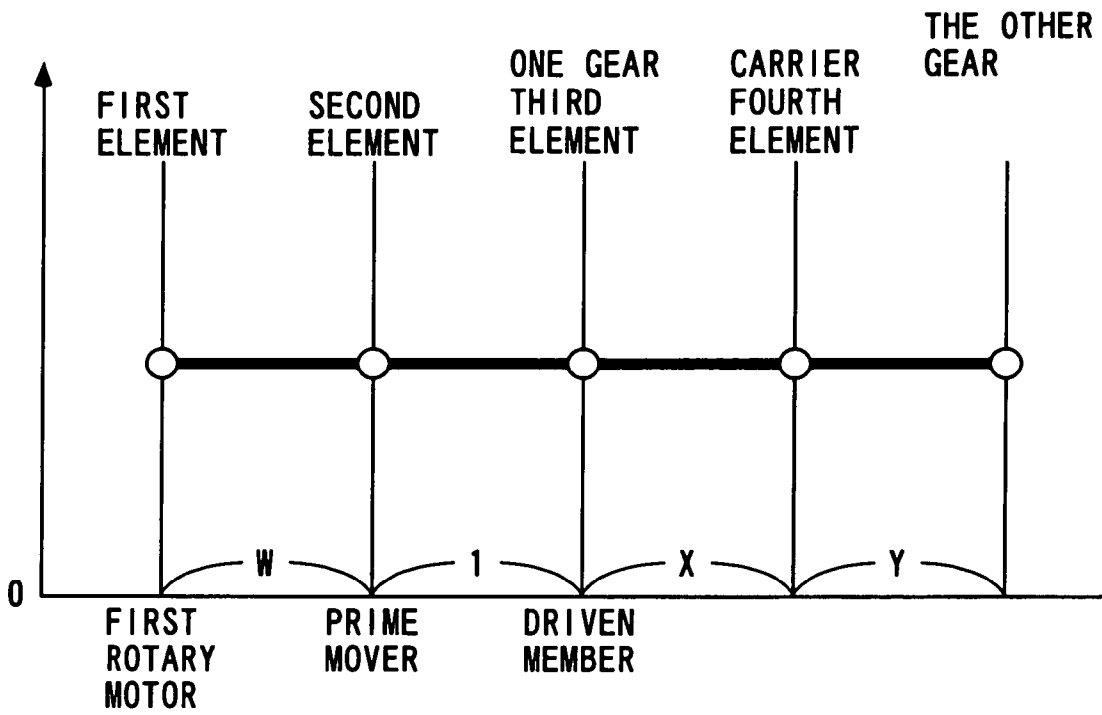 FIRST
ELEMENT
SECOND
ELEMENT
ONE GEAR
THIRD
ELEMENT
CARRIER
FOURTH
ELEMENT
THE OTHER
GEAR
W
1
X
Y
0
FIRST
ROTARY
MOTOR
PRIME
MOVER
DRIVEN
MEMBER